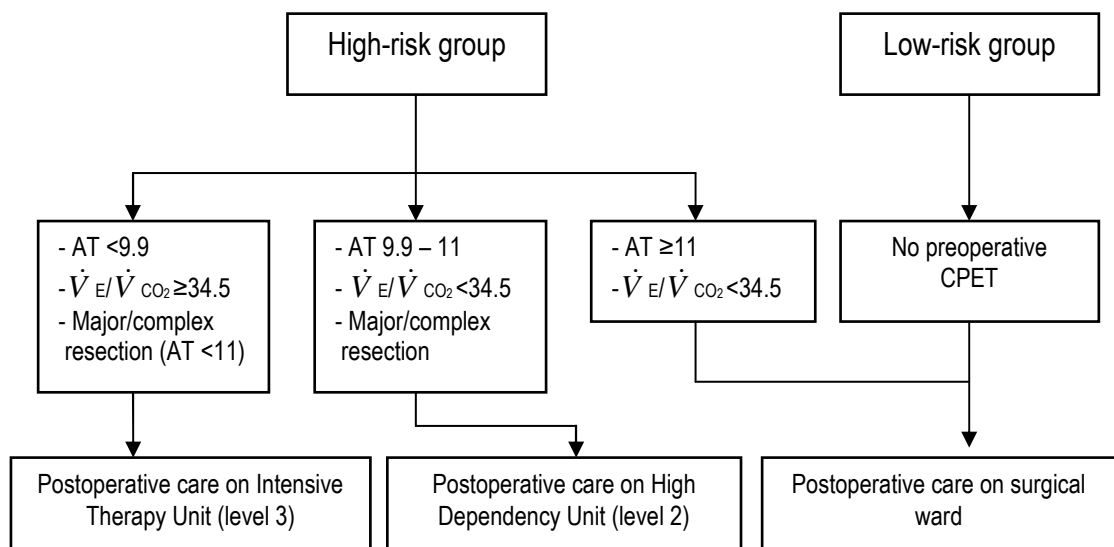 High-risk group
Low-risk group
- AT <9.9
- V̇ E/V̇ CO₂ ≥34.5
- Major/complex
resection (AT <11)
- AT 9.9 – 11
- V̇ E/V̇ CO₂<34.5
- Major/complex
resection
- AT ≥11
- V̇ E/V̇ CO₂<34.5
No preoperative
CPET
Postoperative care on Intensive
Therapy Unit (level 3)
Postoperative care on High
Dependency Unit (level 2)
Postoperative care on surgical
ward